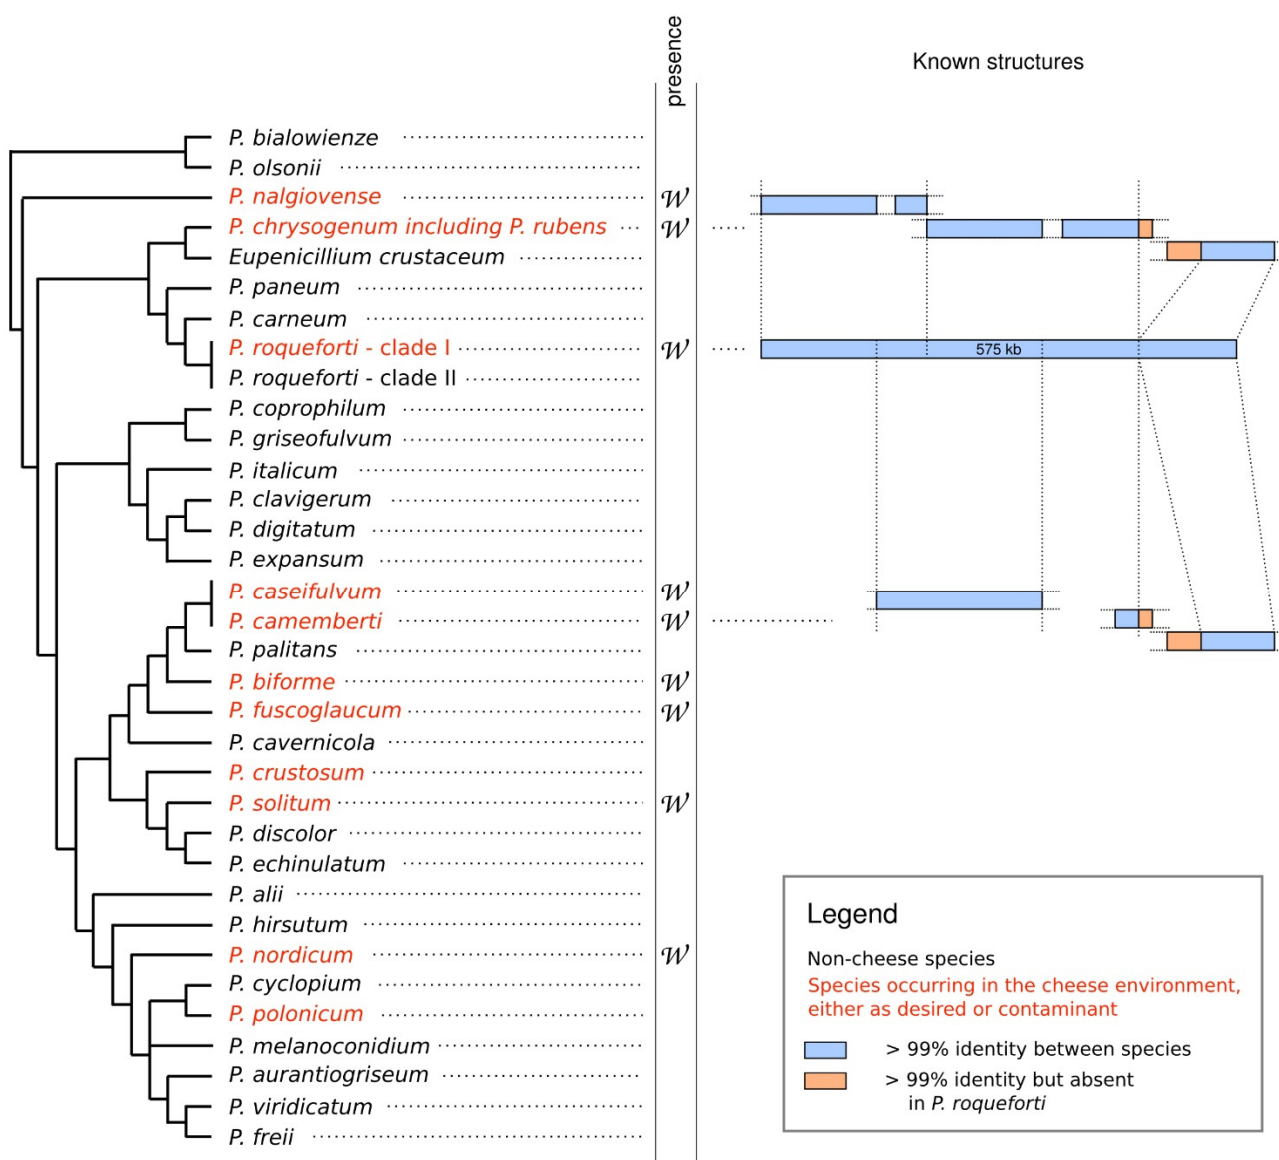 presence
Known structures
P. bialowienze
P. olsonii
P. nalgiovense W
P. chrysogenum including P. rubens W
Eupenicillium crustaceum
P. paneum
P. carneum
P. roqueforti - clade I W 575 kb
P. roqueforti - clade II
P. coprophilum
P. griseofulvum
P. italicum
P. clavigerum
P. digitatum
P. expansum
P. caseifulvum W
P. camemberti W
P. palitans
P. biforme W
P. fuscoglaucum W
P. cavernicola
P. crustosum
P. solitum W
P. discolor
P. echinulatum
P. alii
P. hirsutum
P. nordicum W
P. cyclopium
P. polonicum
P. melanoconidium
P. aurantiogriseum
P. viridicatum
P. freii
Legend
Non-cheese species
Species occurring in the cheese environment,
either as desired or contaminant
> 99% identity between species
> 99% identity but absent
in P. roqueforti